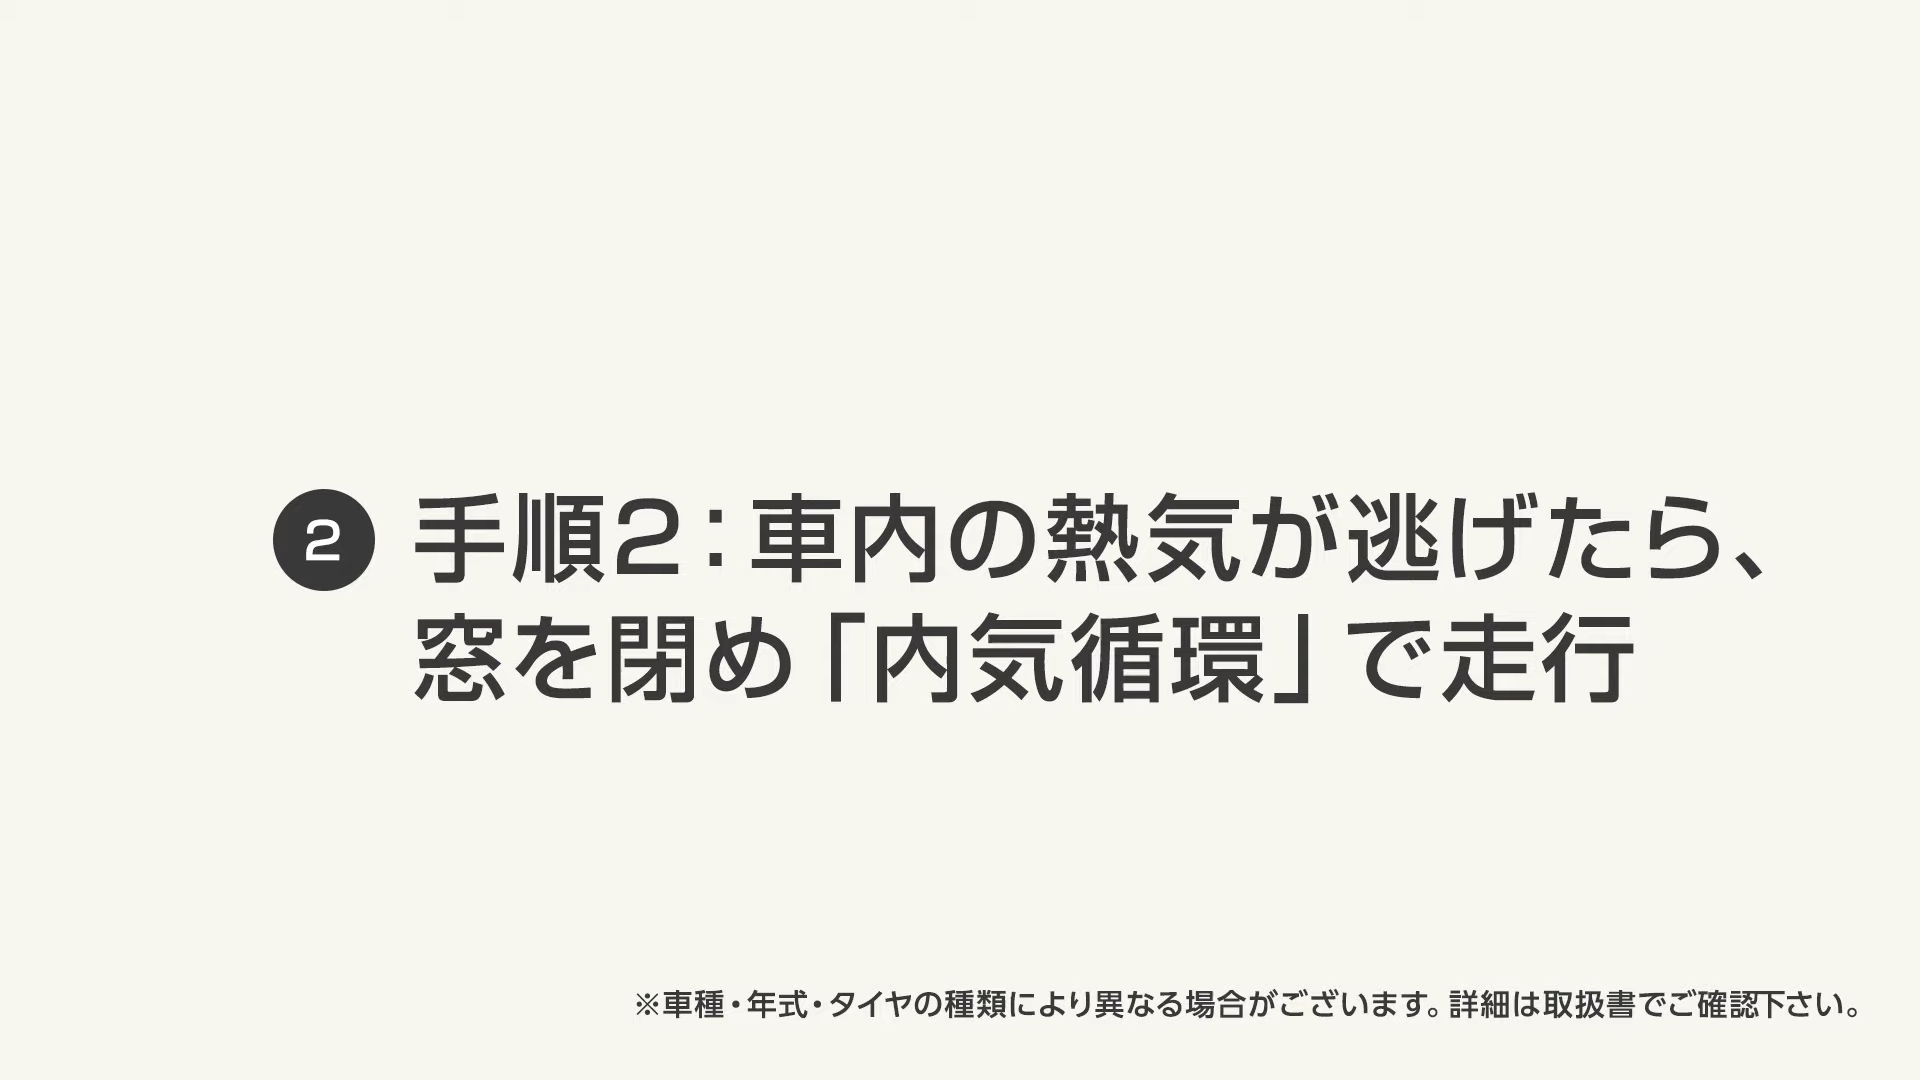 2 手順2：車内の熱気が逃げたら、
窓を閉め「内気循環」で走行
※車種・年式・タイヤの種類により異なる場合がございます。詳細は取扱書でご確認下さい。